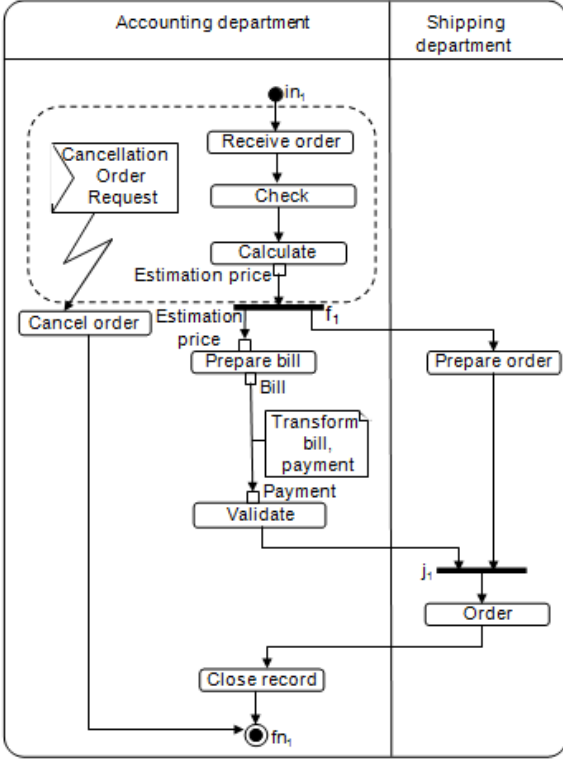 Accounting department
Shipping
department
in1
Receive order
Cancellation
Order
Request
Check
Calculate
Estimation price
f1
Cancel order
Estimation
price
Prepare bill
Prepare order
Bill
Transform
bill,
payment
Payment
Validate
j1
Order
Close record
fn1